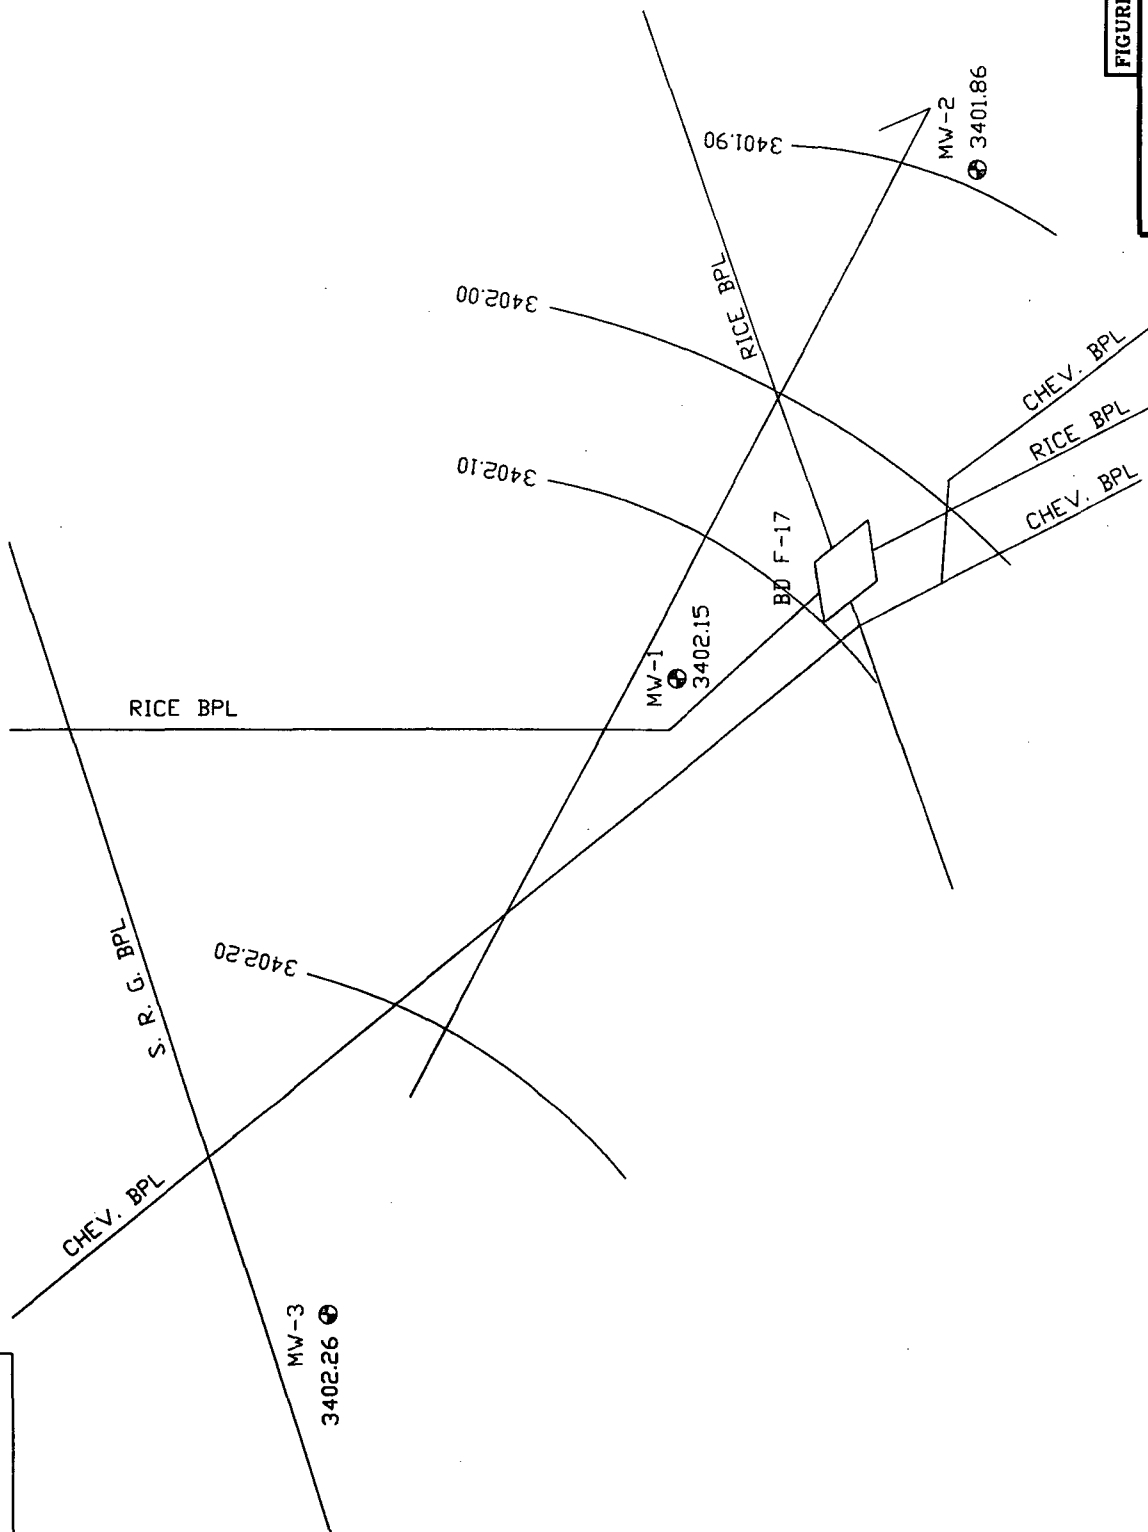 FIGURE
3401.90
MW-2
3401.86
3402.00
RICE BPL
CHEV. BPL
RICE BPL
CHEV. BPL
3402.10
BD F-17
MW-1
3402.15
RICE BPL
3402.20
S. R. G. BPL
CHEV. BPL
MW-3
3402.26